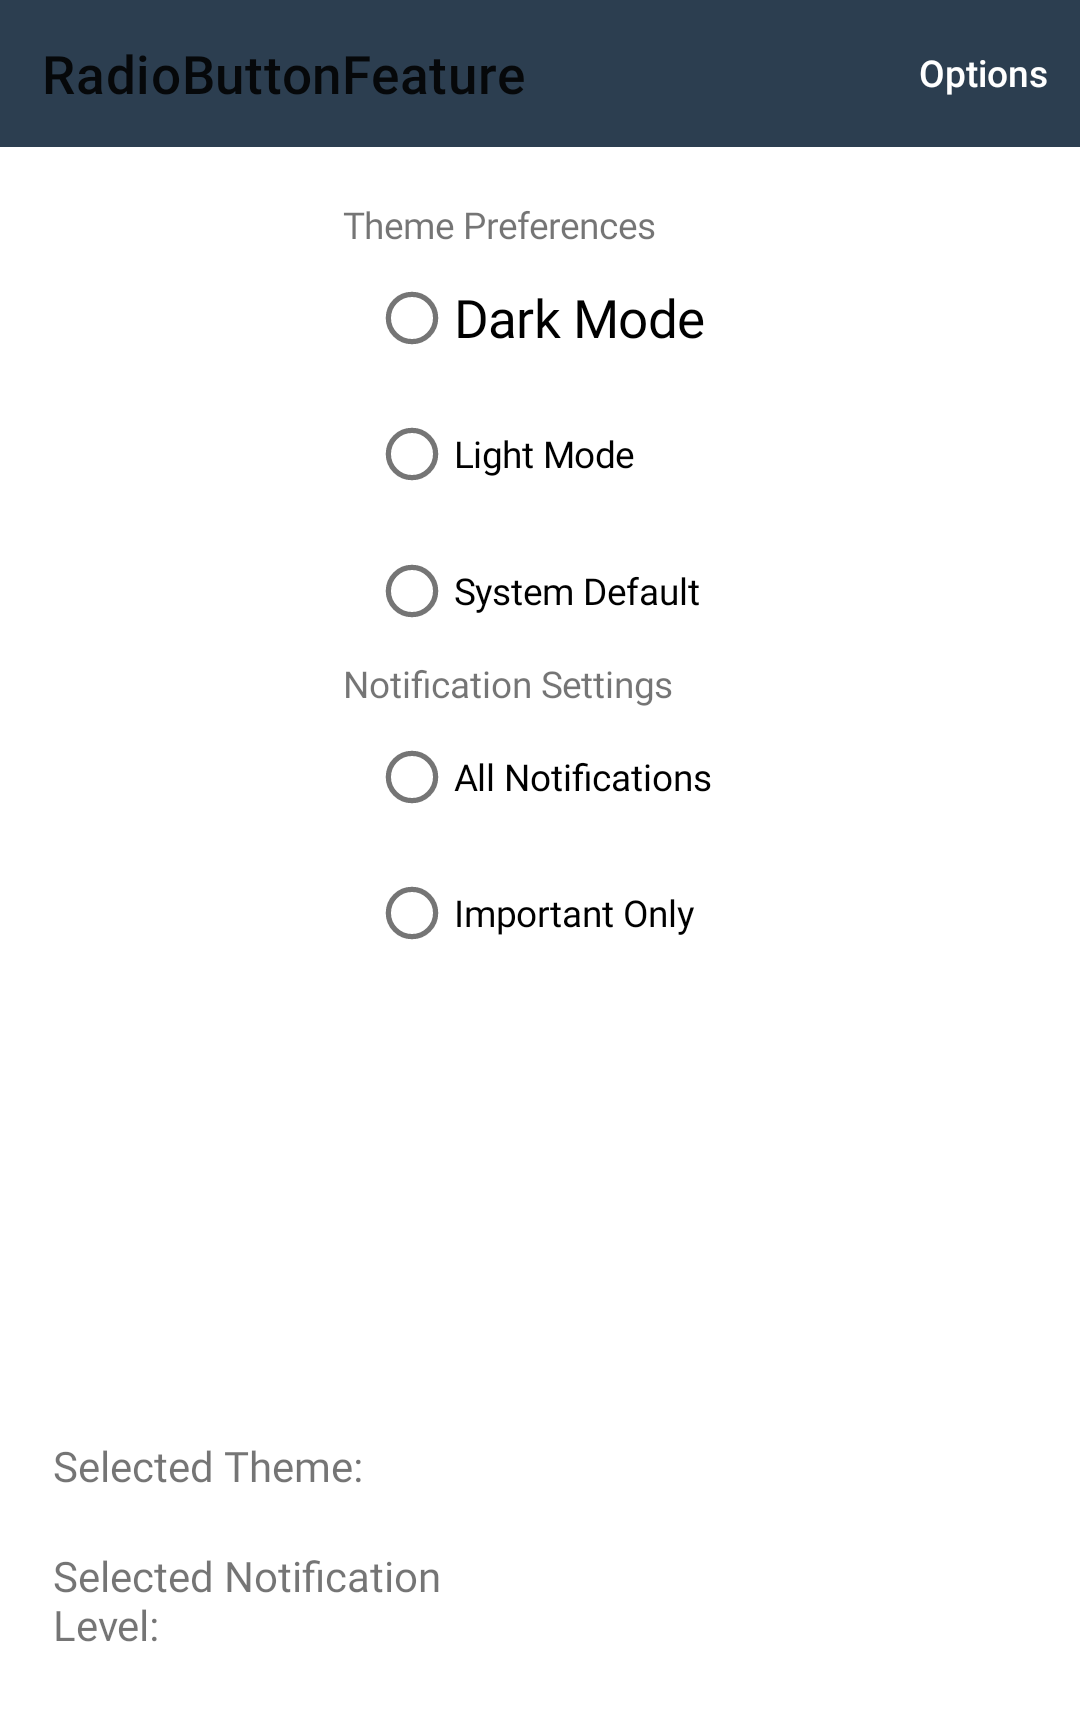 RadioButtonFeature
Options
Theme Preferences
Dark Mode
Light Mode
System Default
Notification Settings
All Notifications
Important Only
Selected Theme:
Selected Notification
Level: